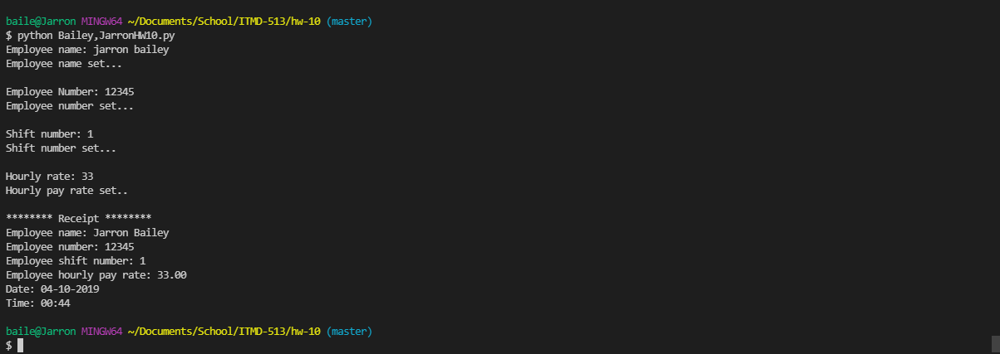 baile@Jarron MINGW64 ~/Documents/School/ITMD-513/hw-10 (master)
$ python Bailey,JarronHW10.py
Employee name: jarron bailey
Employee name set...
Employee Number: 12345
Employee number set...
Shift number: 1
Shift number set...
Hourly rate: 33
Hourly pay rate set..
******** Receipt ********
Employee name: Jarron Bailey
Employee number: 12345
Employee shift number: 1
Employee hourly pay rate: 33.00
Date: 04-10-2019
Time: 00:44
baile@Jarron MINGW64 ~/Documents/School/ITMD-513/hw-10 (master)
$